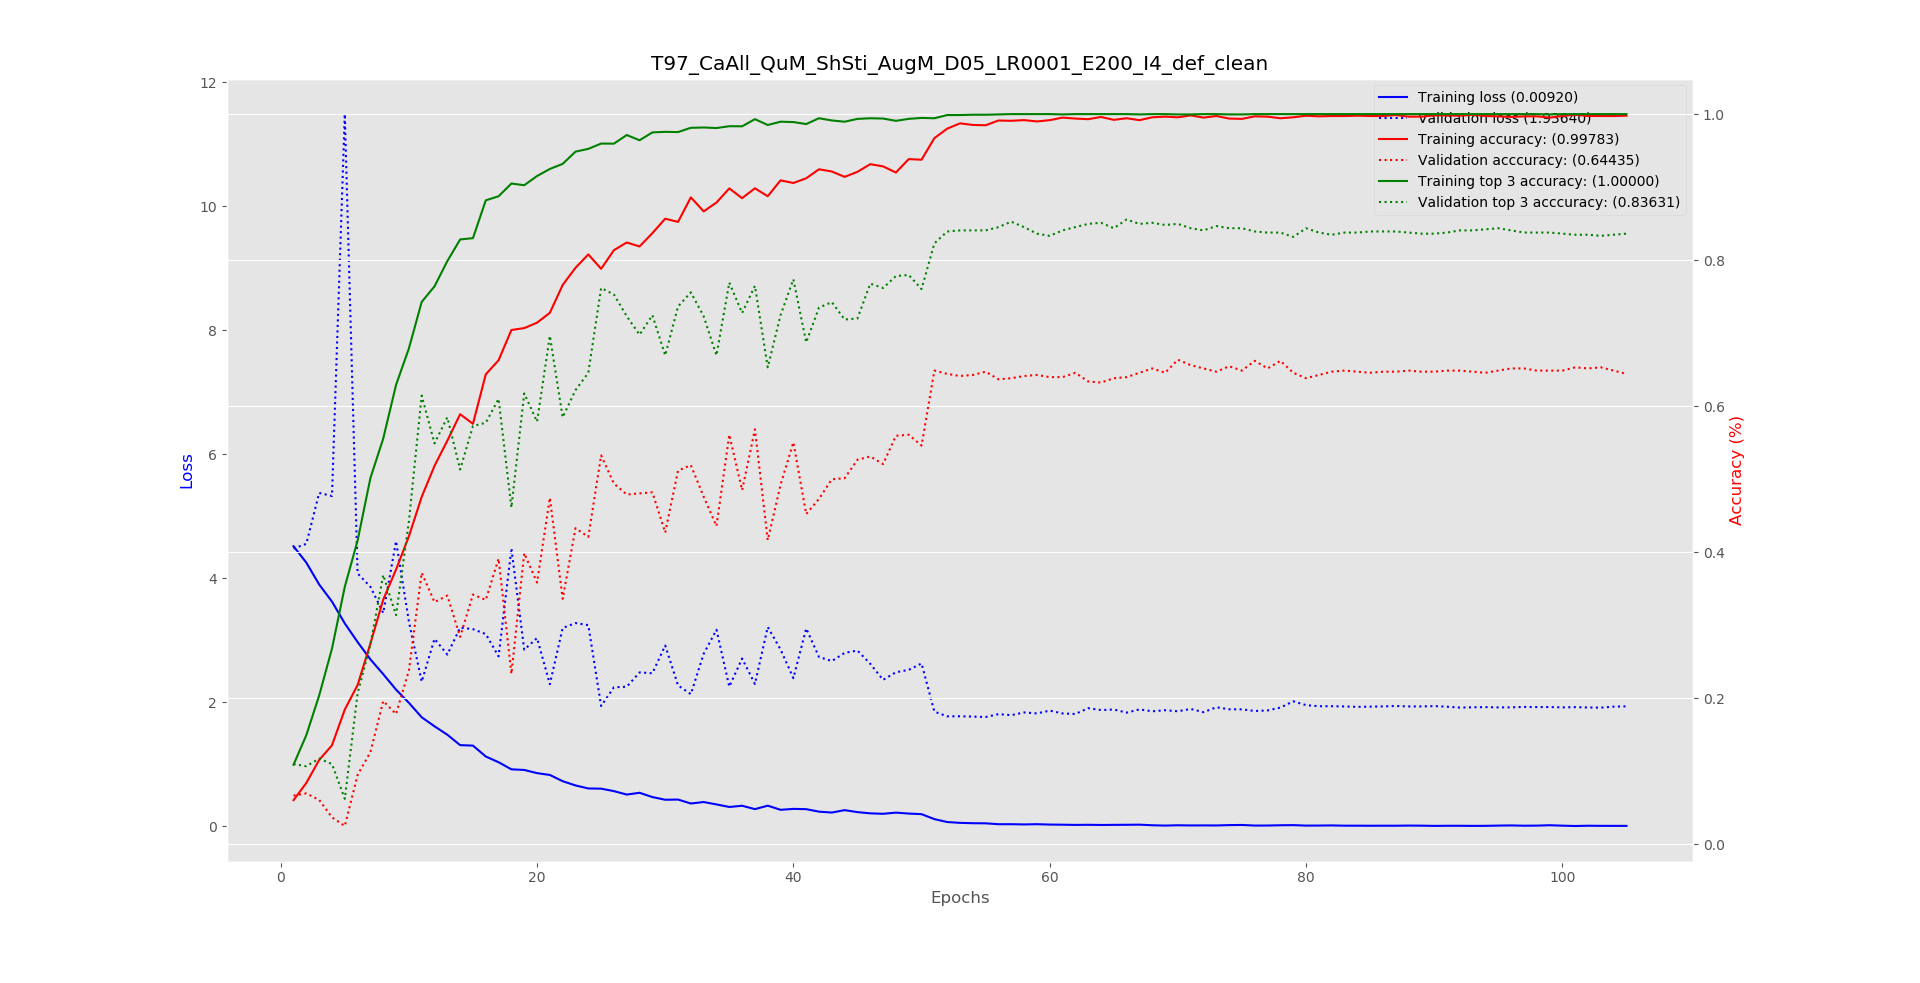 T97_CaAll_QuM_ShSti_AugM_D05_LR0001_E200_I4_def_clean
Training loss (0.00920)
Validation loss (1.93640)
Training accuracy: (0.99783)
Validation acccuracy: (0.64435)
Training top 3 accuracy: (1.00000)
Validation top 3 acccuracy: (0.83631)
Loss
12
10
8
6
4
2
0
Accuracy (%)
1.0
0.8
0.6
0.4
0.2
0.0
0 20 40 60 80 100
Epochs